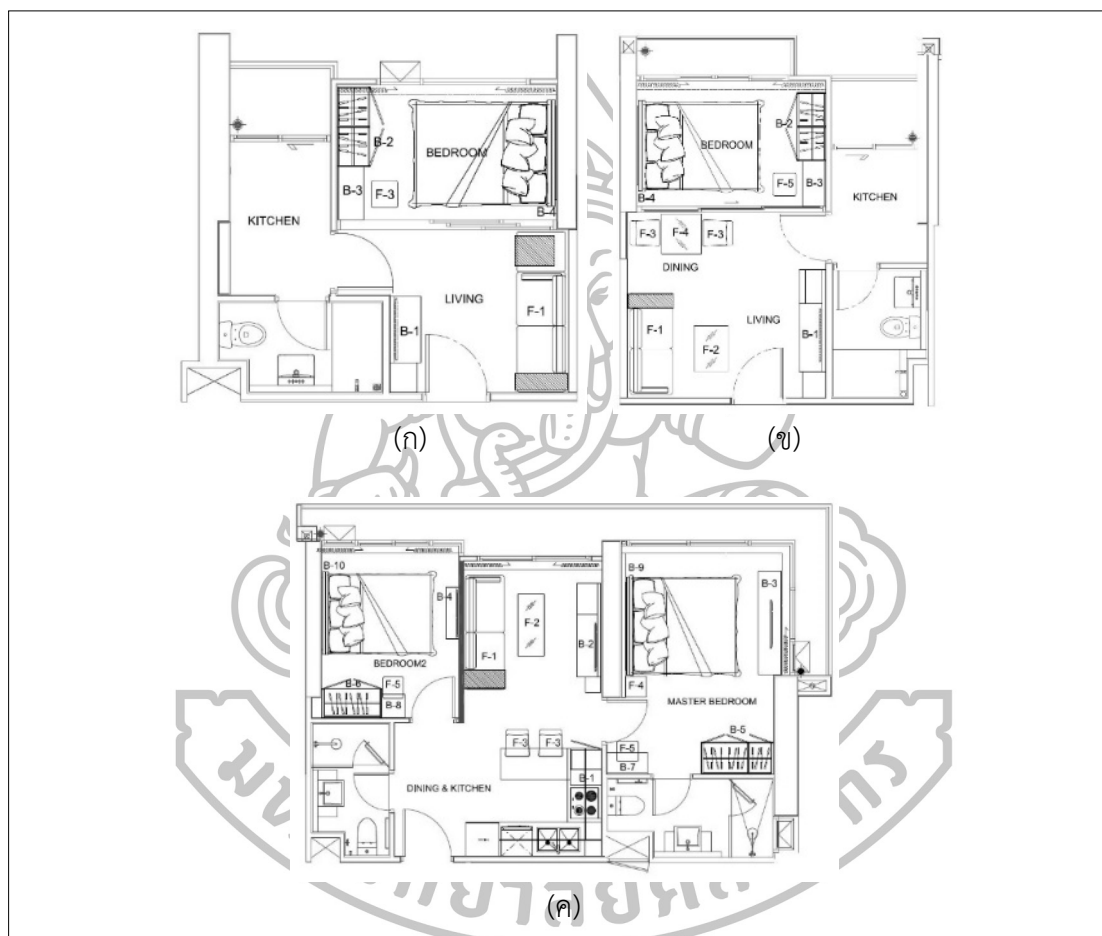 B-2
BEDROOM
B-3
F-3
B-4
KITCHEN
LIVING
F-1
B-1
(ก)
B-2
BEDROOM
F-5
B-3
B-4
KITCHEN
F-3
F-4
F-3
DINING
LIVING
F-1
F-2
B-1
(ข)
B-10
B-4
BEDROOM2
B-6
F-5
B-8
F-2
F-1
B-2
B-9
B-3
F-4
MASTER BEDROOM
B-5
F-3
F-3
F-5
B-7
B-1
DINING & KITCHEN
(ค)